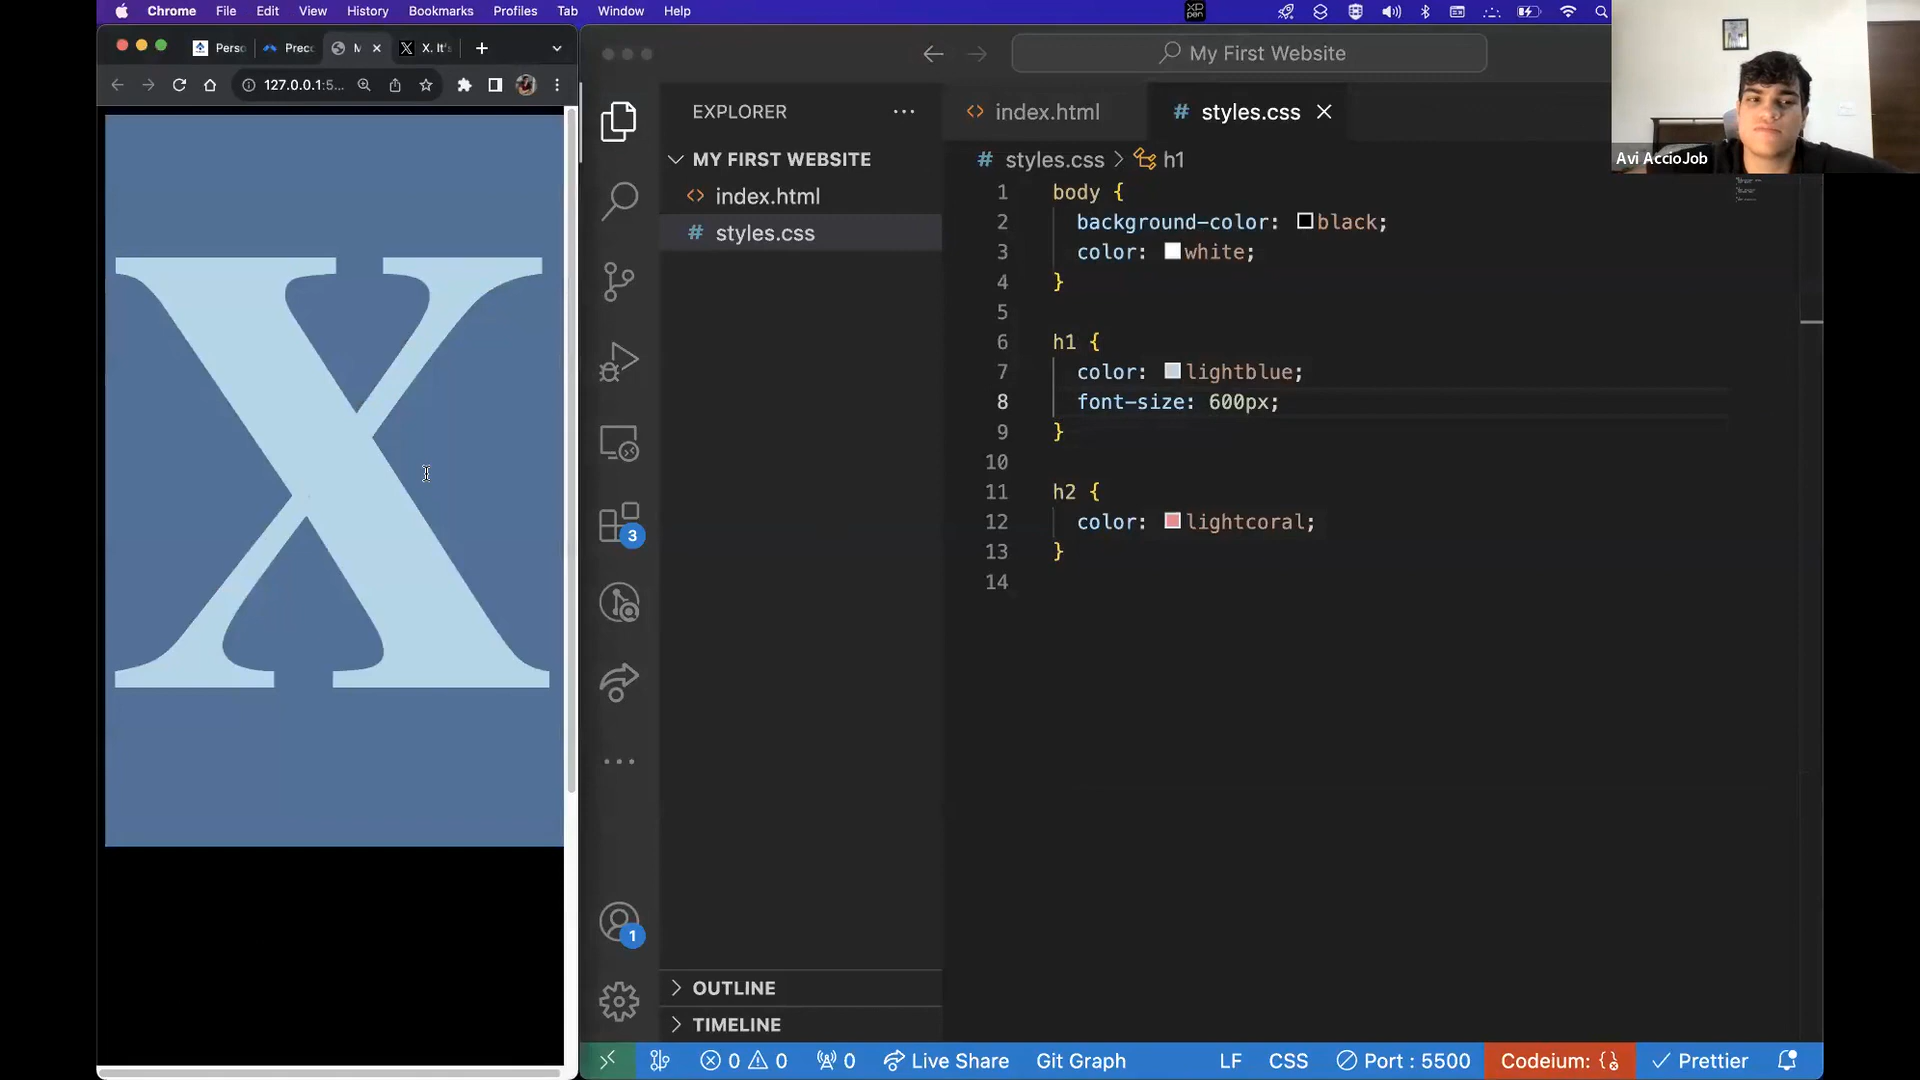 Chrome File Edit View History Bookmarks Profiles Tab Window Help
Perso
Preco
M
X. It's
127.0.0.1:5...
X
My First Website
EXPLORER
MY FIRST WEBSITE
index.html
styles.css
OUTLINE
TIMELINE
3
1
index.html
styles.css
styles.css > h1
1 body {
2 background-color: black;
3 color: white;
4 }
5
6 h1 {
7 color: lightblue;
8 font-size: 600px;
9 }
10
11 h2 {
12 color: lightcoral;
13 }
14
0 0 0 Live Share Git Graph LF CSS Port : 5500 Codeium: {} Prettier
Avi AccioJob